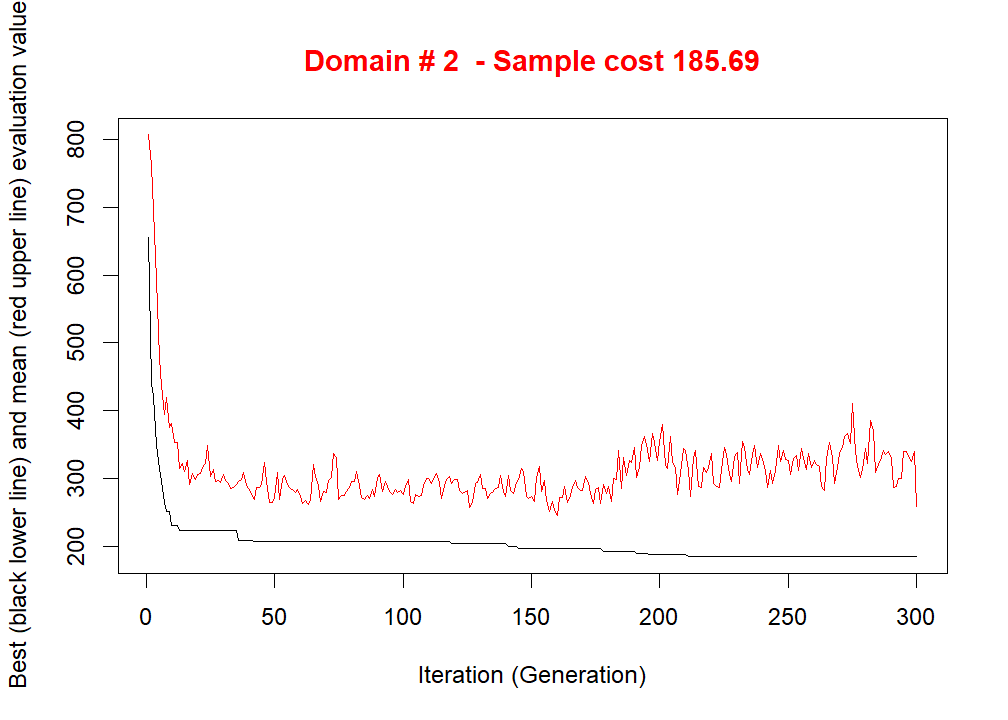 Domain # 2  - Sample cost 185.69
Best (black lower line) and mean (red upper line) evaluation value
800
700
600
500
400
300
200
0 50 100 150 200 250 300
Iteration (Generation)